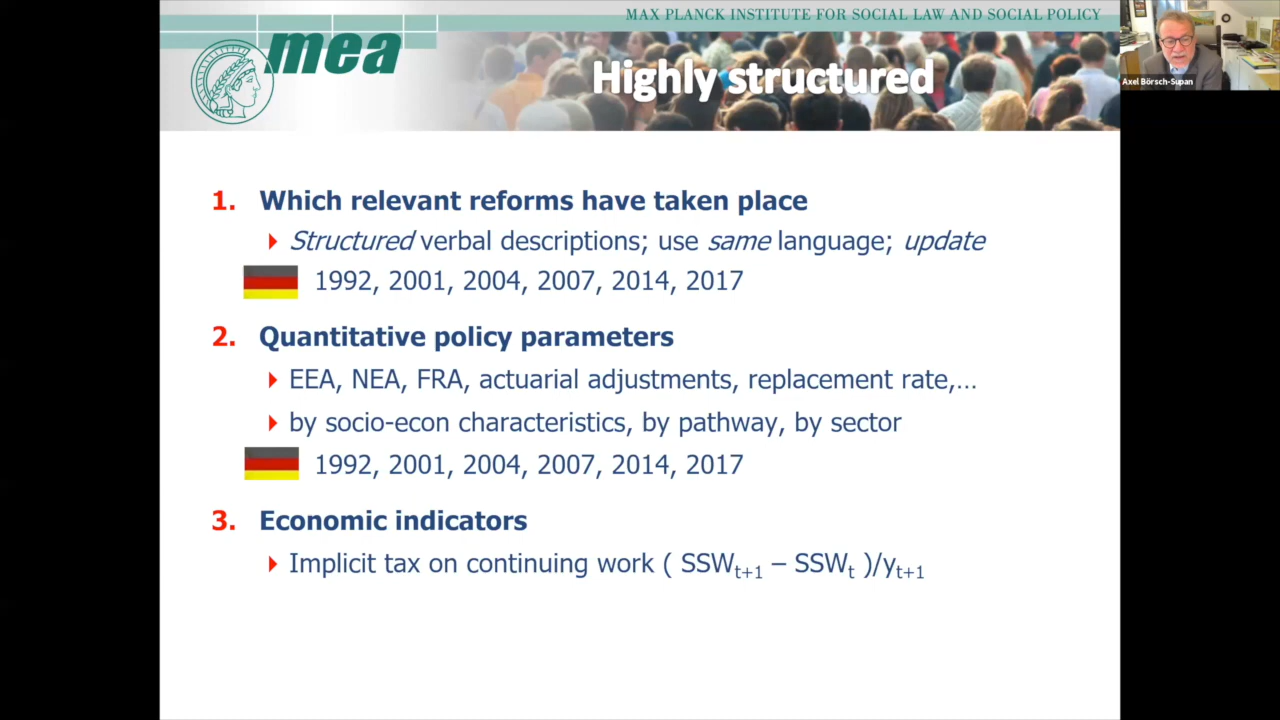 MAX PLANCK INSTITUTE FOR SOCIAL LAW AND SOCIAL POLICY
mea
Highly structured
Axel Börsch-Supan
1. Which relevant reforms have taken place
Structured verbal descriptions; use same language; update
1992, 2001, 2004, 2007, 2014, 2017
2. Quantitative policy parameters
EEA, NEA, FRA, actuarial adjustments, replacement rate,…
by socio-econ characteristics, by pathway, by sector
1992, 2001, 2004, 2007, 2014, 2017
3. Economic indicators
Implicit tax on continuing work ( SSWt+1 – SSWt )/yt+1